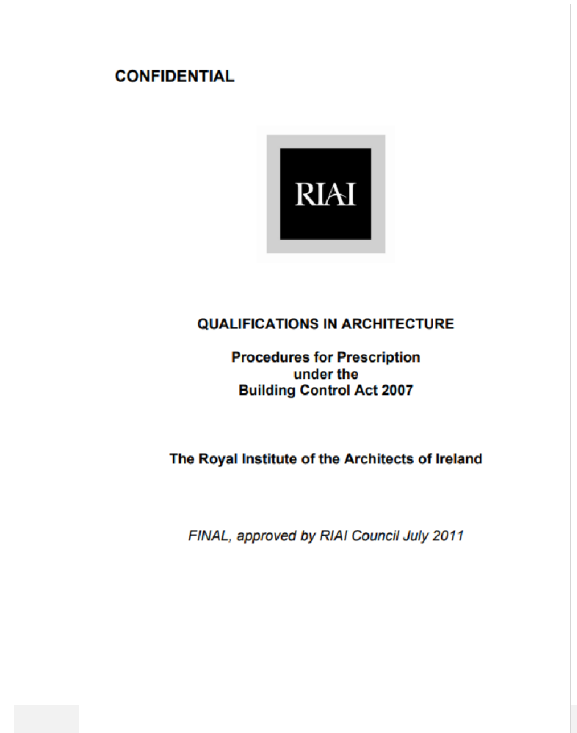 CONFIDENTIAL
RIAI
QUALIFICATIONS IN ARCHITECTURE
Procedures for Prescription
under the
Building Control Act 2007
The Royal Institute of the Architects of Ireland
FINAL, approved by RIAI Council July 2011